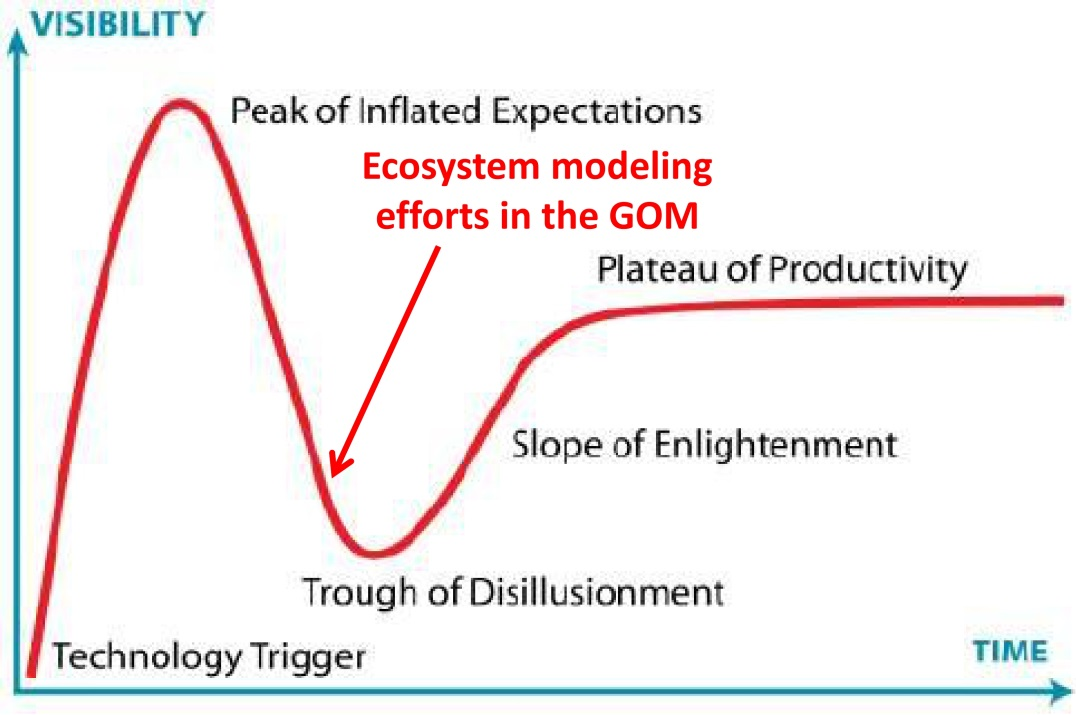 VISIBILITY
Peak of Inflated Expectations
Ecosystem modeling
efforts in the GOM
Plateau of Productivity
Slope of Enlightenment
Trough of Disillusionment
Technology Trigger
TIME